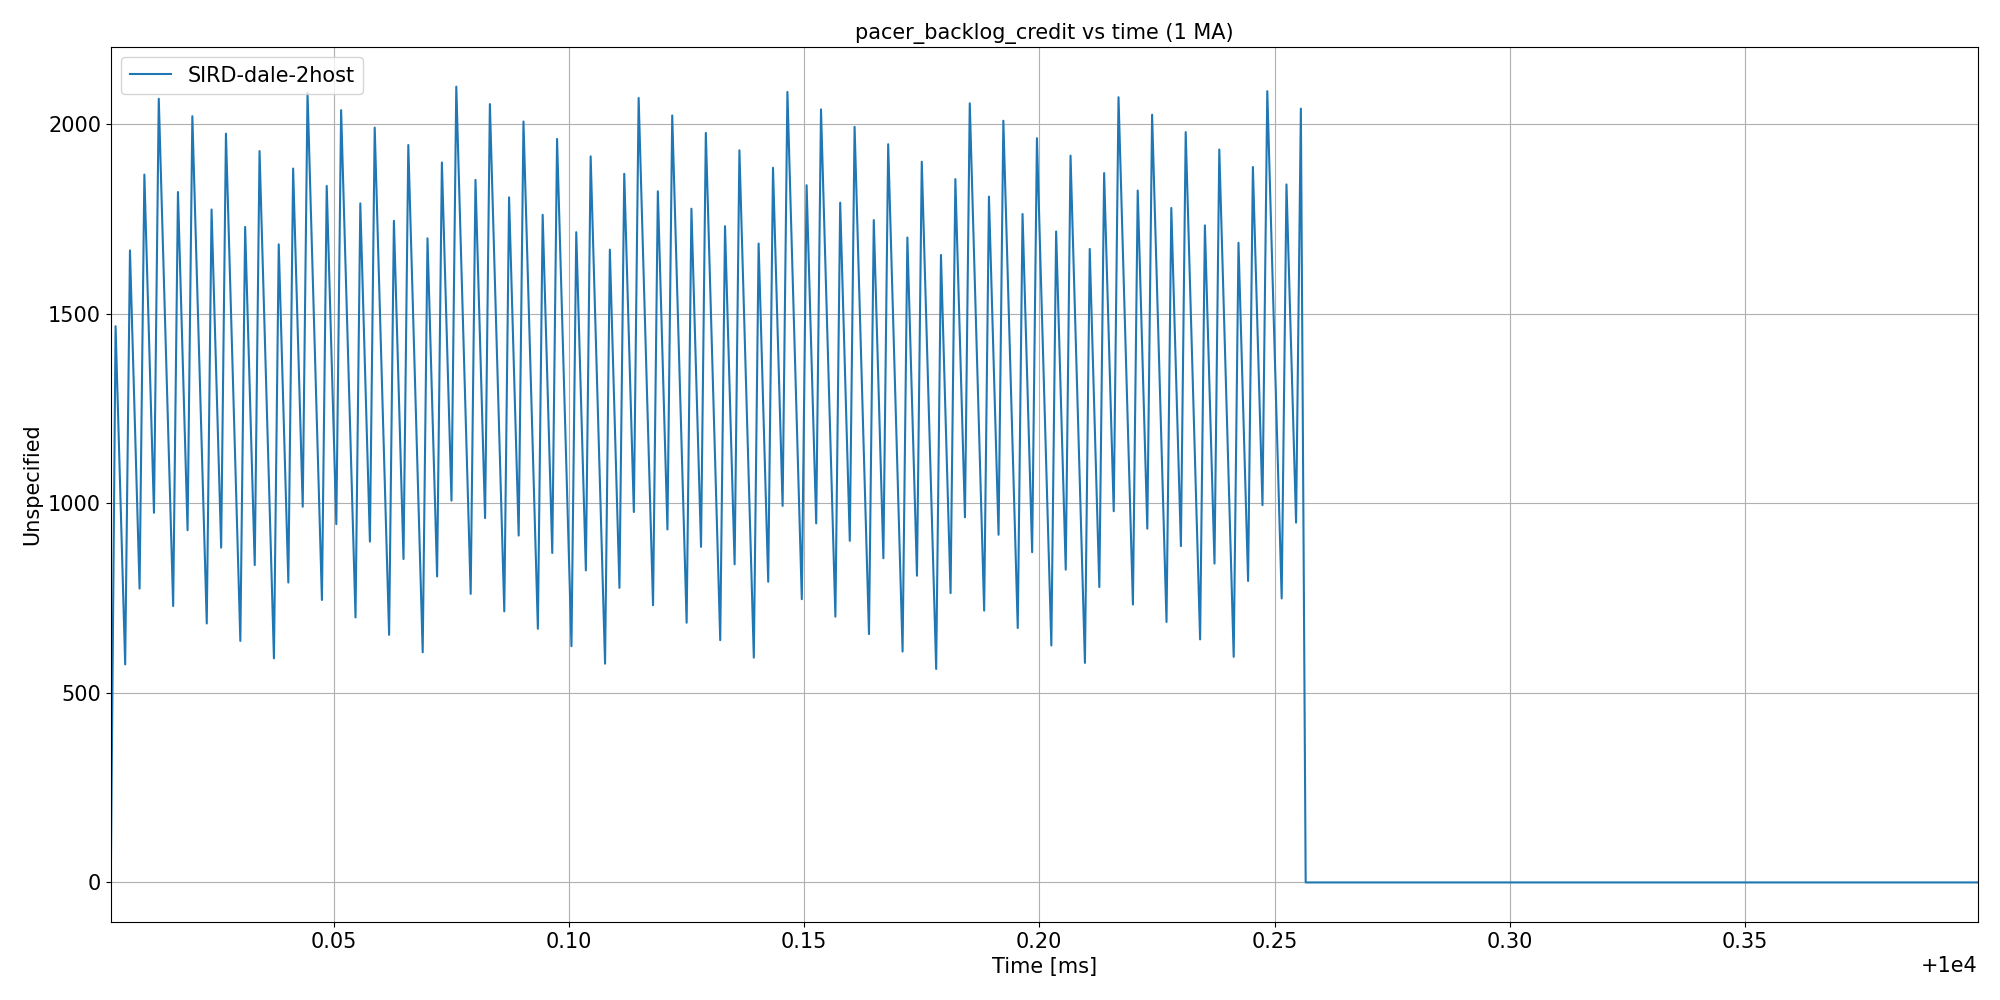 pacer_backlog_credit vs time (1 MA)
SIRD-dale-2host
2000
1500
1000
500
0
Unspecified
0.05 0.10 0.15 0.20 0.25 0.30 0.35
Time [ms]
+1e4